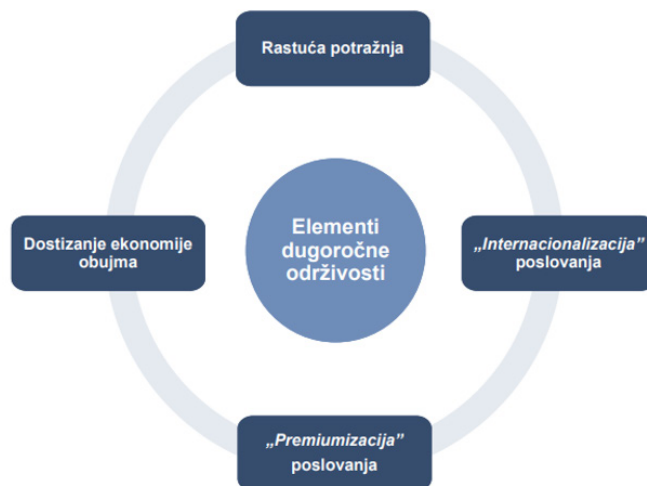 Rastuća potražnja
Dostizanje ekonomije
obujma
Elementi
dugoročne
održivosti
„Internacionalizacija”
poslovanja
„Premiumizacija”
poslovanja